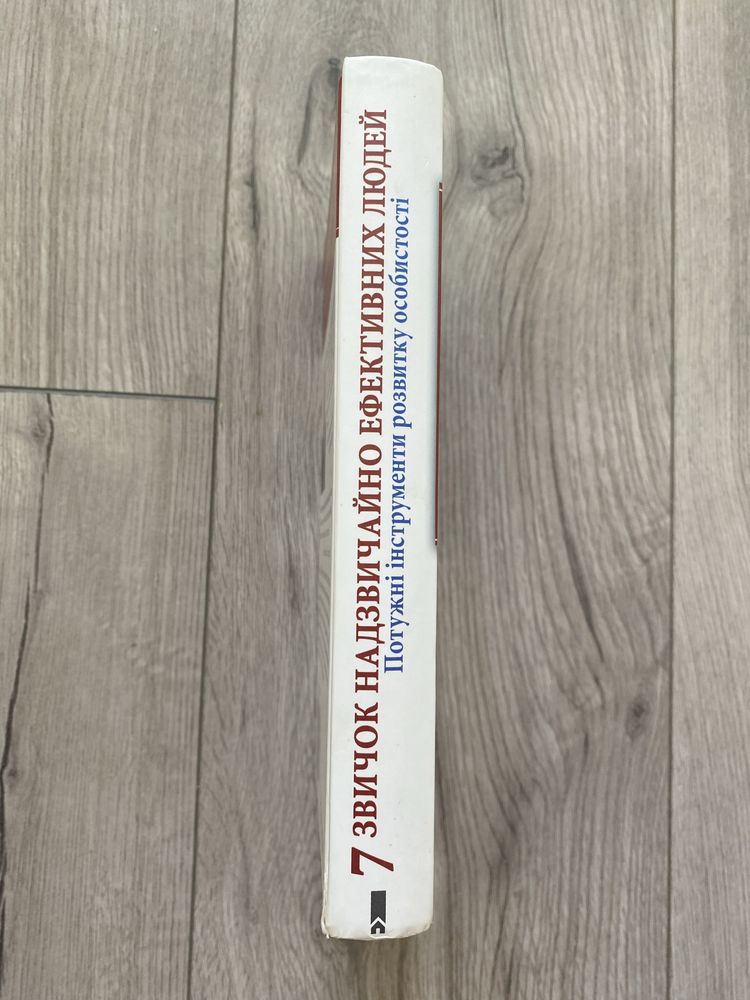 7 ЗВИЧОК НАДЗВИЧАЙНО ЕФЕКТИВНИХ ЛЮДЕЙ
Потужні інструменти розвитку особистості